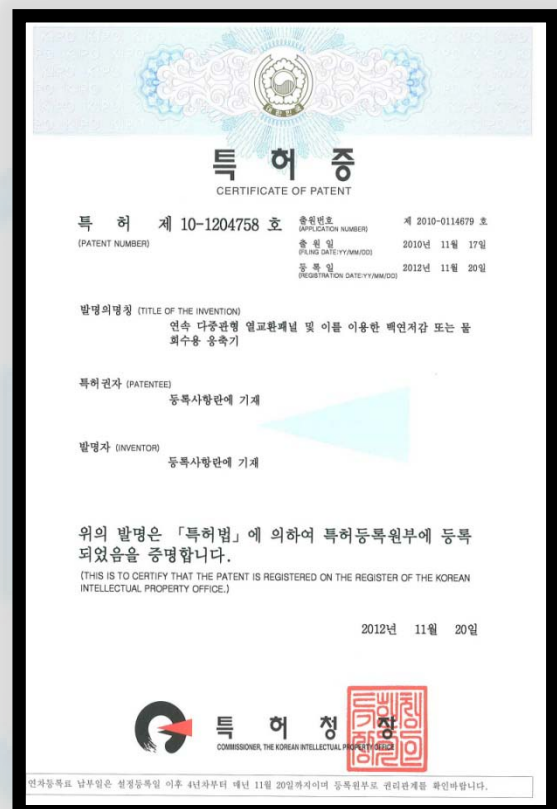 특 허 증
CERTIFICATE OF PATENT
특 허 제 10-1204758 호
(PATENT NUMBER)
출원번호 제 2010-0114679 호
(APPLICATION NUMBER)
출 원 일 2010년 11월 17일
(FILING DATE:YY/MM/DD)
등 록 일 2012년 11월 20일
(REGISTRATION DATE:YY/MM/DD)
발명의명칭 (TITLE OF THE INVENTION)
연속 다중관형 열교환패널 및 이를 이용한 백연저감 또는 물
회수용 응축기
특허권자 (PATENTEE)
등록사항란에 기재
발명자 (INVENTOR)
등록사항란에 기재
위의 발명은 「특허법」에 의하여 특허등록원부에 등록
되었음을 증명합니다.
(THIS IS TO CERTIFY THAT THE PATENT IS REGISTERED ON THE REGISTER OF THE KOREAN
INTELLECTUAL PROPERTY OFFICE.)
2012년 11월 20일
특 허 청 장
COMMISSIONER, THE KOREAN INTELLECTUAL PROPERTY OFFICE
연차등록료 납부일은 설정등록일 이후 4년차부터 매년 11월 20일까지이며 등록원부로 권리관계를 확인바랍니다.